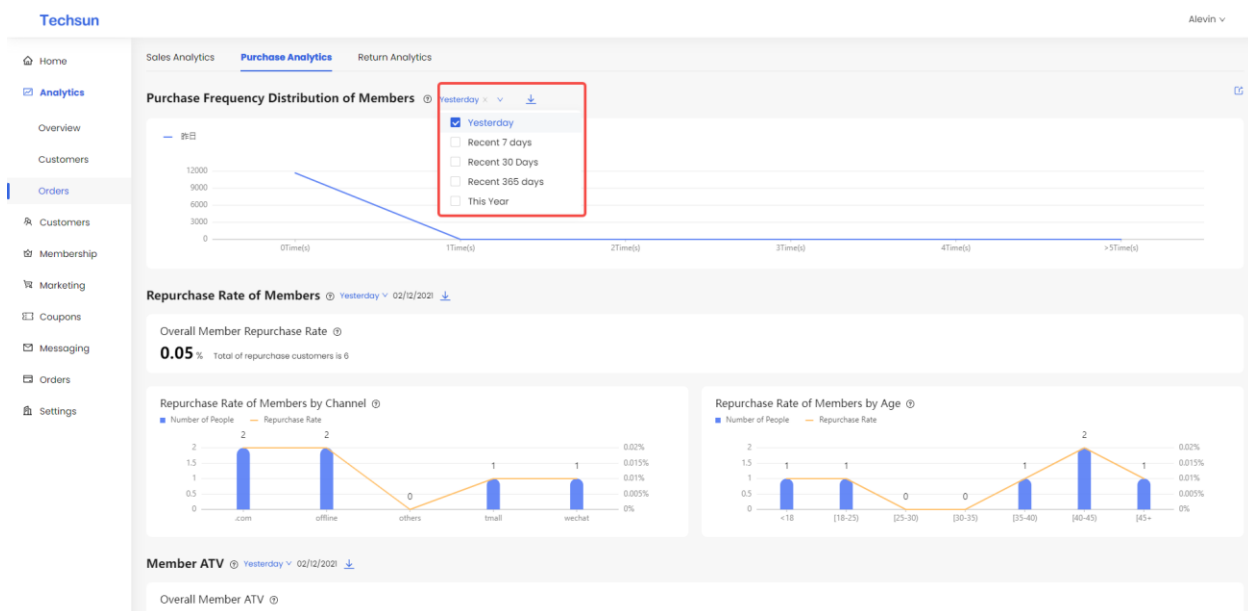 Techsun
Alevin
Home
Analytics
Overview
Customers
Orders
Customers
Membership
Marketing
Coupons
Messaging
Orders
Settings
Sales Analytics Purchase Analytics Return Analytics
Purchase Frequency Distribution of Members Yesterday
Yesterday
Recent 7 days
Recent 30 Days
Recent 365 days
This Year
昨日
12000
9000
6000
3000
0
0Time(s) 1Time(s) 2Time(s) 3Time(s) 4Time(s) >5Time(s)
Repurchase Rate of Members Yesterday 02/12/2021
Overall Member Repurchase Rate
0.05 % Total of repurchase customers is 6
Repurchase Rate of Members by Channel
Number of People Repurchase Rate
2 2 0 1 1
2 0.02%
1.5 0.015%
1 0.01%
0.5 0.005%
0 0%
.com offline others tmall wechat
Repurchase Rate of Members by Age
Number of People Repurchase Rate
1 1 0 0 1 2 1
2 0.02%
1.5 0.015%
1 0.01%
0.5 0.005%
0 0%
<18 [18-25) [25-30) [30-35) [35-40) [40-45) [45+
Member ATV Yesterday 02/12/2021
Overall Member ATV